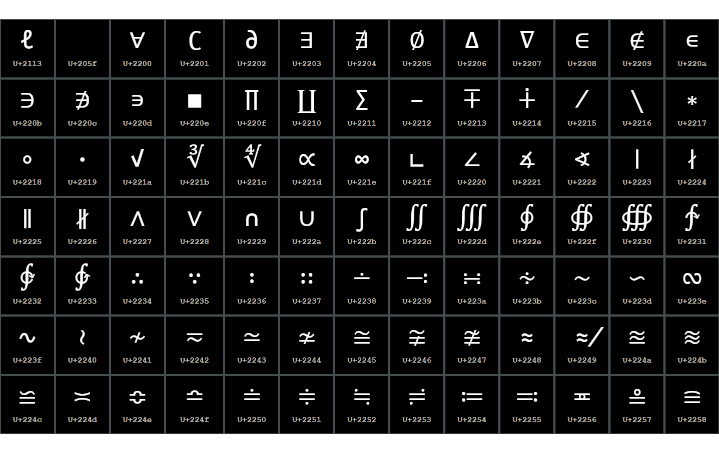 ℓ ∀ ∁ ∂ ∃ ∄ ∅ ∆ ∇ ∈ ∉ ∊
U+2113 U+205f U+2200 U+2201 U+2202 U+2203 U+2204 U+2205 U+2206 U+2207 U+2208 U+2209 U+220a
∋ ∌ ∍ ∎ ∏ ∐ ∑ − ∓ ∔ ∕ ∖ ∗
U+220b U+220c U+220d U+220e U+220f U+2210 U+2211 U+2212 U+2213 U+2214 U+2215 U+2216 U+2217
∘ ∙ √ ∛ ∜ ∝ ∞ ∟ ∠ ∡ ∢ ∣ ∤
U+2218 U+2219 U+221a U+221b U+221c U+221d U+221e U+221f U+2220 U+2221 U+2222 U+2223 U+2224
∥ ∦ ∧ ∨ ∩ ∪ ∫ ∬ ∭ ∮ ∯ ∰ ∱
U+2225 U+2226 U+2227 U+2228 U+2229 U+222a U+222b U+222c U+222d U+222e U+222f U+2230 U+2231
∲ ∳ ∴ ∵ ∶ ∷ ∸ ∹ ∺ ∻ ∼ ∽ ∾
U+2232 U+2233 U+2234 U+2235 U+2236 U+2237 U+2238 U+2239 U+223a U+223b U+223c U+223d U+223e
∿ ≀ ≁ ≂ ≃ ≄ ≅ ≆ ≇ ≈ ≉ ≊ ≋
U+223f U+2240 U+2241 U+2242 U+2243 U+2244 U+2245 U+2246 U+2247 U+2248 U+2249 U+224a U+224b
≌ ≍ ≎ ≏ ≐ ≑ ≒ ≓ ≔ ≕ ≖ ≗ ≘
U+224c U+224d U+224e U+224f U+2250 U+2251 U+2252 U+2253 U+2254 U+2255 U+2256 U+2257 U+2258